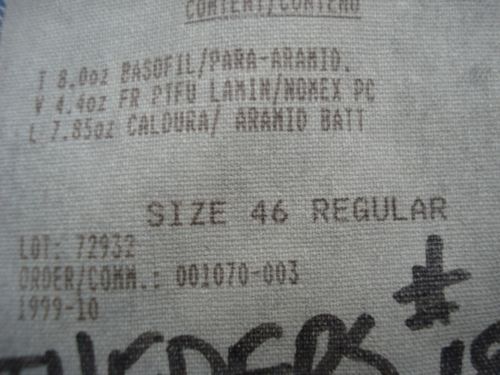 CONTENT/CONTENU
T 8.0oz BASOFIL/PARA-ARAMID.
V 4.4oz FR PTFU LAMIN/NOMEX PC
L 7.85oz CALDURA/ ARAMID BATT
SIZE 46 REGULAR
LOT: 72932
ORDER/COMM.: 001070-003
1999-10
#